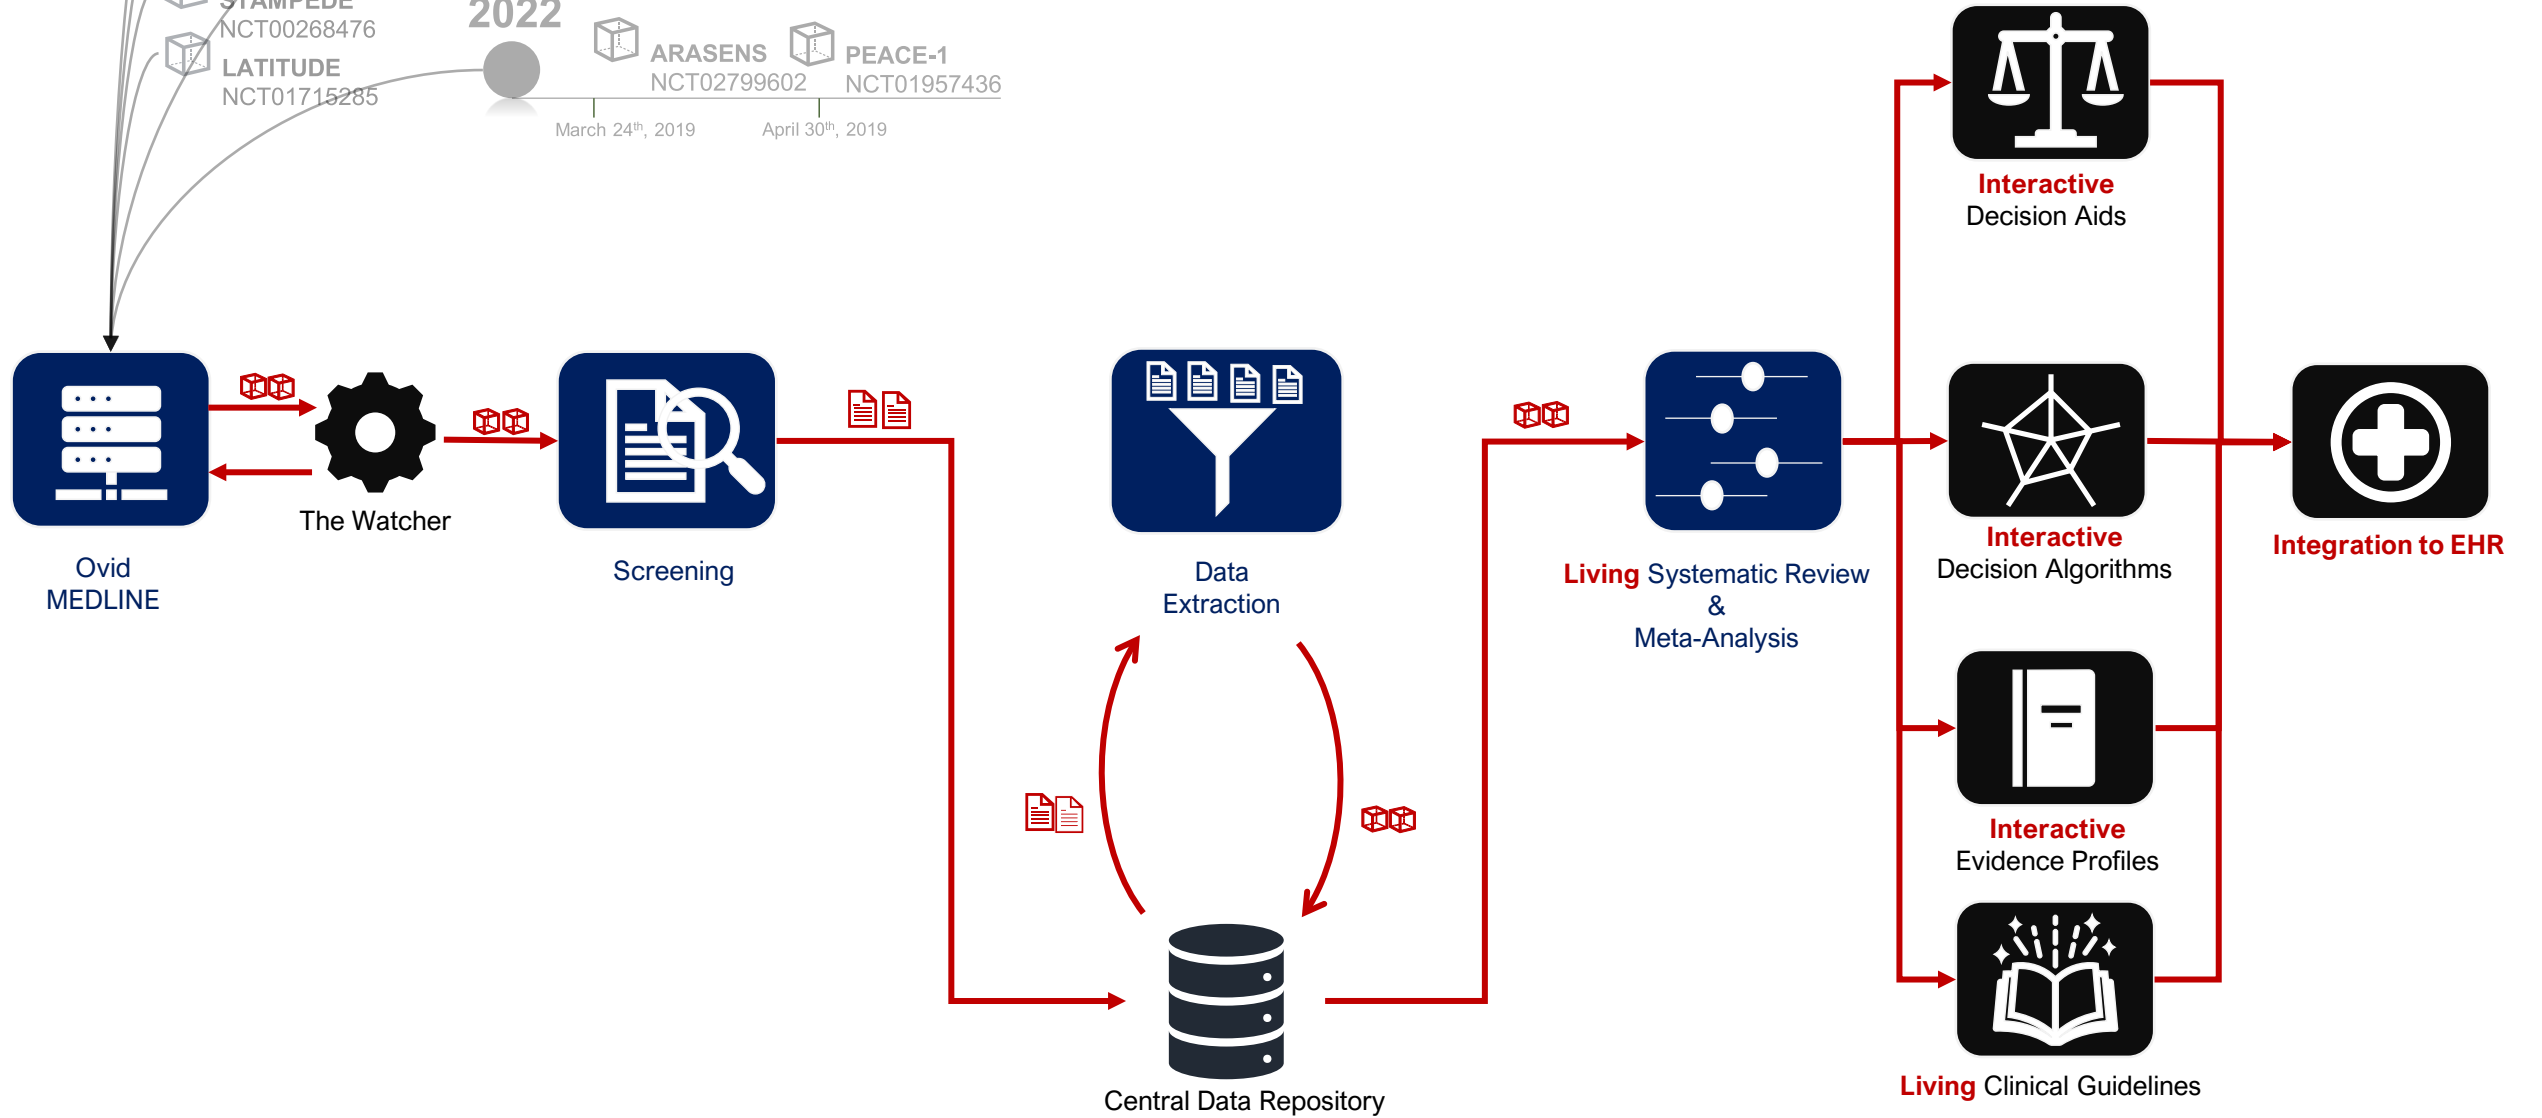 STAMPEDE
NCT00268476
LATITUDE
NCT01715285
2022
ARASENS
NCT02799602
PEACE-1
NCT01957436
March 24th, 2019
April 30th, 2019
Interactive
Decision Aids
Ovid
MEDLINE
The Watcher
Screening
Data
Extraction
Living Systematic Review
&
Meta-Analysis
Interactive
Decision Algorithms
Integration to EHR
Interactive
Evidence Profiles
Central Data Repository
Living Clinical Guidelines